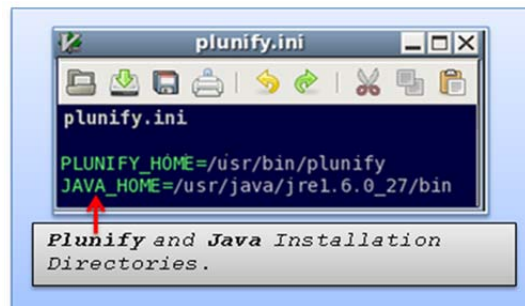 plunify.ini
plunify.ini
PLUNIFY_HOME=/usr/bin/plunify
JAVA_HOME=/usr/java/jre1.6.0_27/bin
Plunify and Java Installation
Directories.